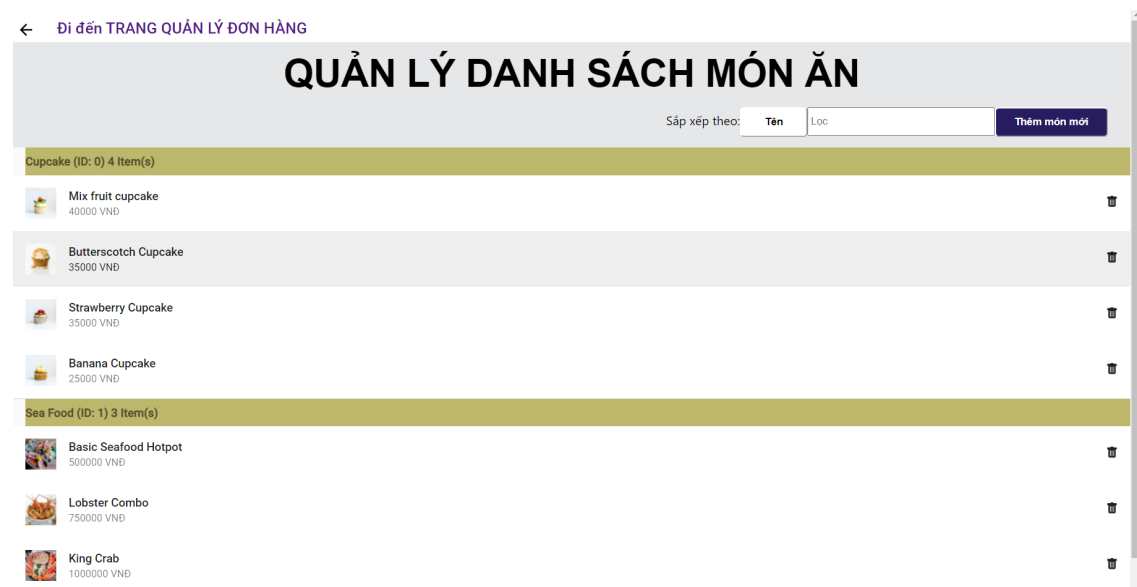 Đi đến TRANG QUẢN LÝ ĐƠN HÀNG
QUẢN LÝ DANH SÁCH MÓN ĂN
Sắp xếp theo: Tên Lọc Thêm món mới
Cupcake (ID: 0) 4 Item(s)
Mix fruit cupcake
40000 VNĐ
Butterscotch Cupcake
35000 VNĐ
Strawberry Cupcake
35000 VNĐ
Banana Cupcake
25000 VNĐ
Sea Food (ID: 1) 3 Item(s)
Basic Seafood Hotpot
500000 VNĐ
Lobster Combo
750000 VNĐ
King Crab
1000000 VNĐ